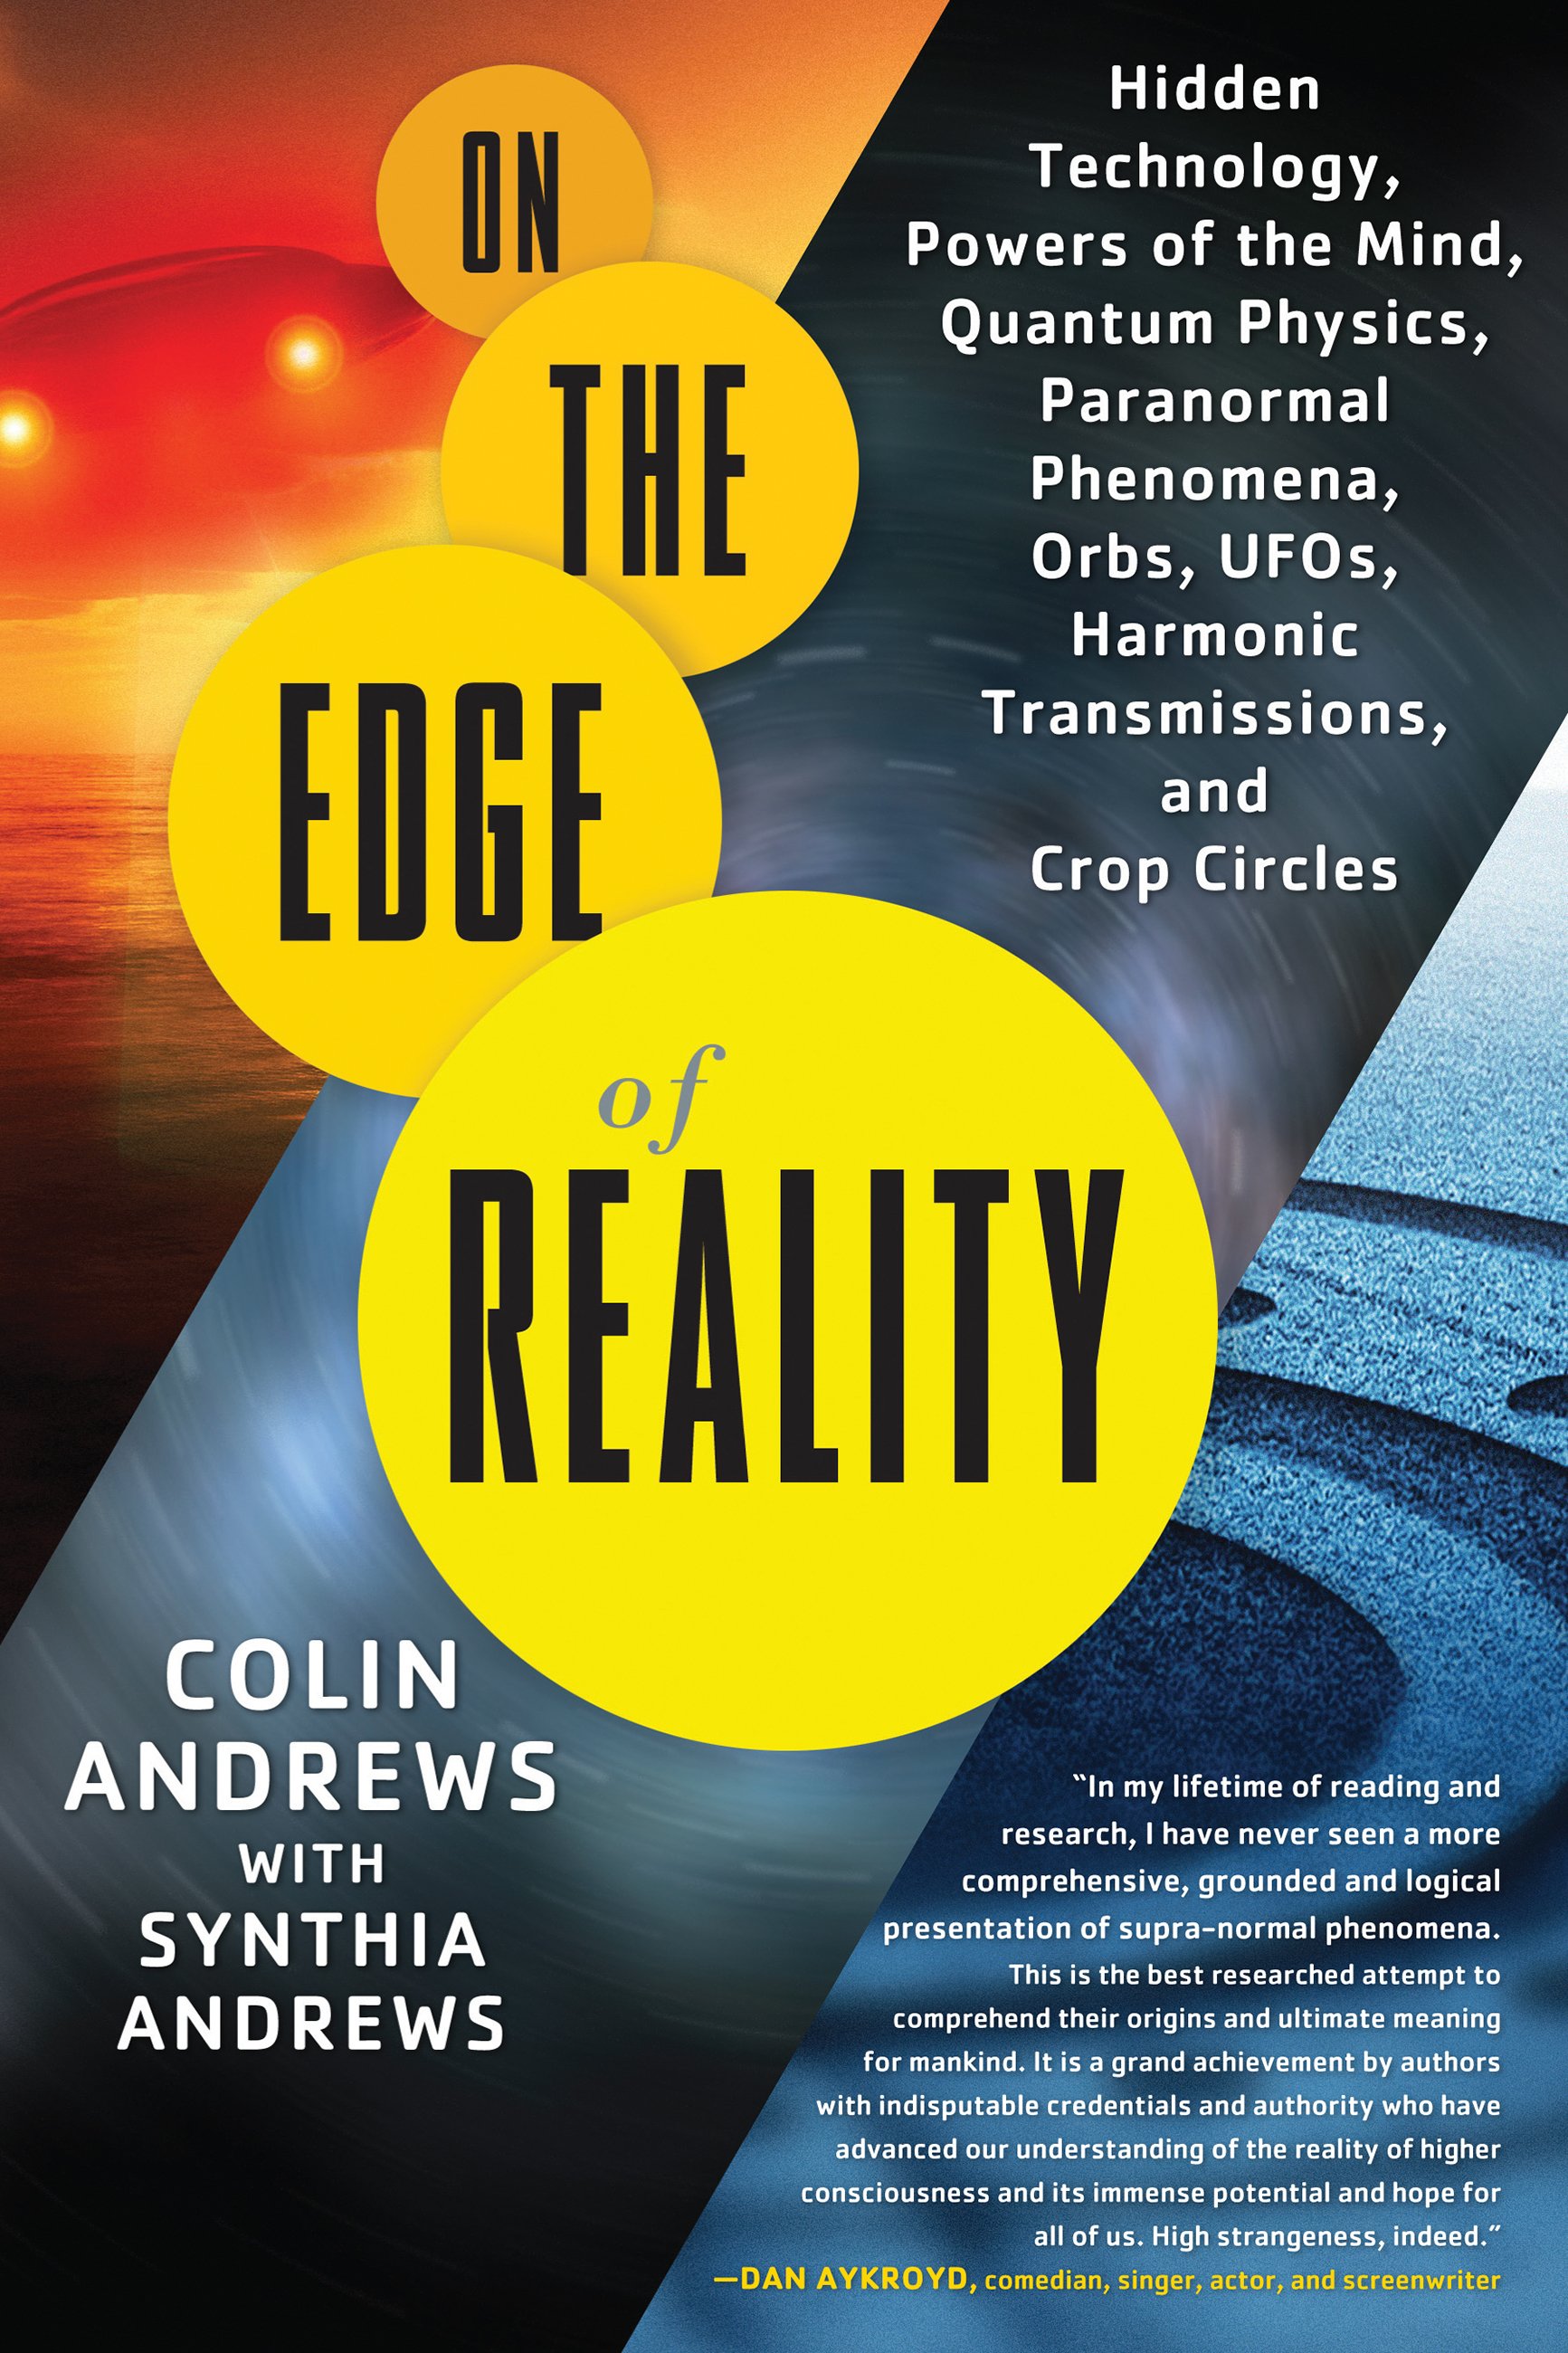 ON
THE
EDGE
of
REALITY
Hidden
Technology,
Powers of the Mind,
Quantum Physics,
Paranormal
Phenomena,
Orbs, UFOs,
Harmonic
Transmissions,
and
Crop Circles
COLIN
ANDREWS
WITH
SYNTHIA
ANDREWS
“In my lifetime of reading and
research, I have never seen a more
comprehensive, grounded and logical
presentation of supra-normal phenomena.
This is the best researched attempt to
comprehend their origins and ultimate meaning
for mankind. It is a grand achievement by authors
with indisputable credentials and authority who have
advanced our understanding of the reality of higher
consciousness and its immense potential and hope for
all of us. High strangeness, indeed.”
—DAN AYKROYD, comedian, singer, actor, and screenwriter